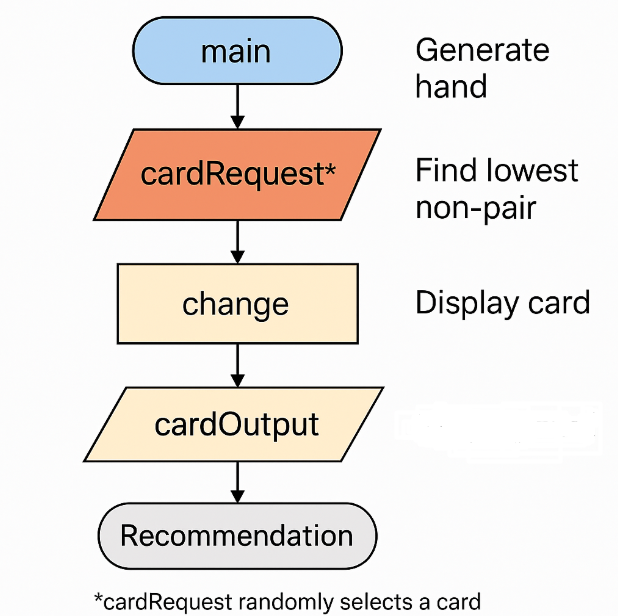 main
Generate
hand
cardRequest*
Find lowest
non-pair
change
Display card
cardOutput
Recommendation
*cardRequest randomly selects a card